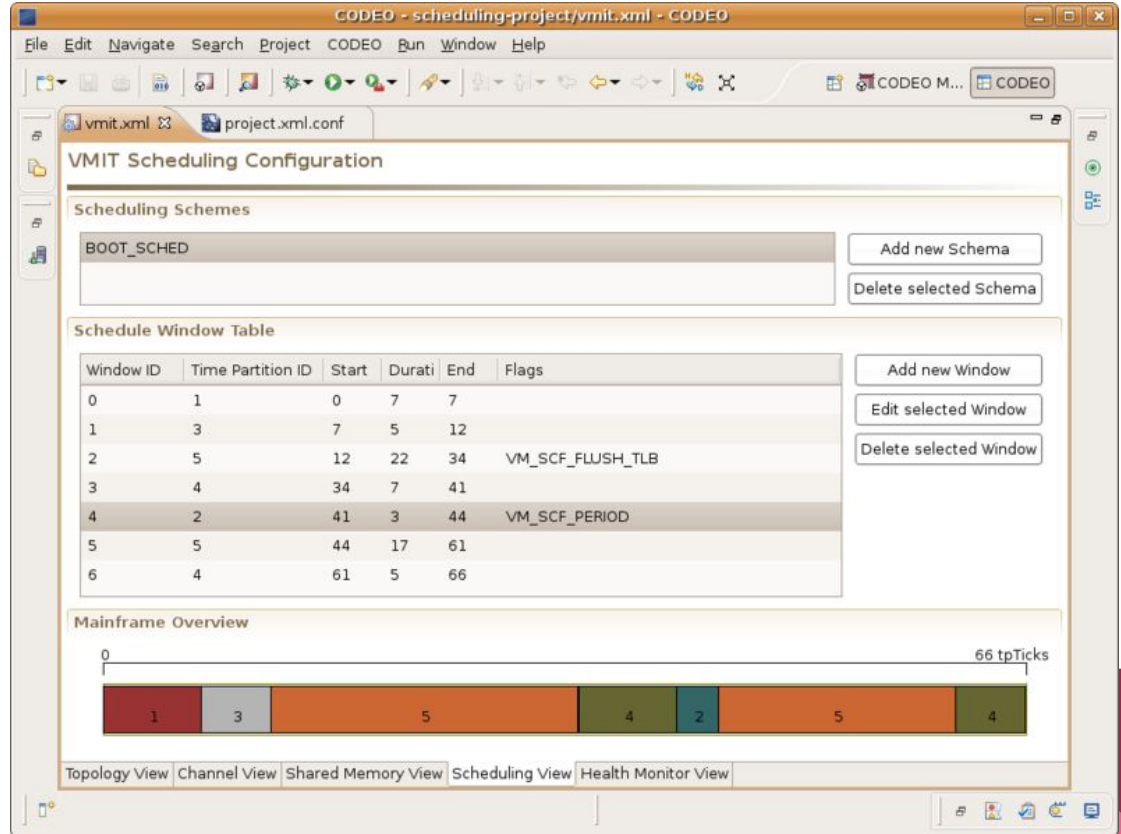 CODEO - scheduling-project/vmit.xml - CODEO
File Edit Navigate Search Project CODEO Run Window Help
CODEO M... CODEO
vmit.xml project.xml.conf
VMIT Scheduling Configuration
Scheduling Schemes
BOOT_SCHED
Add new Schema
Delete selected Schema
Schedule Window Table
Window ID Time Partition ID Start Durati End Flags
0 1 0 7 7
1 3 7 5 12
2 5 12 22 34 VM_SCF_FLUSH_TLB
3 4 34 7 41
4 2 41 3 44 VM_SCF_PERIOD
5 5 44 17 61
6 4 61 5 66
Add new Window
Edit selected Window
Delete selected Window
Mainframe Overview
0 66 tpTicks
1 3 5 4 2 5 4
Topology View Channel View Shared Memory View Scheduling View Health Monitor View